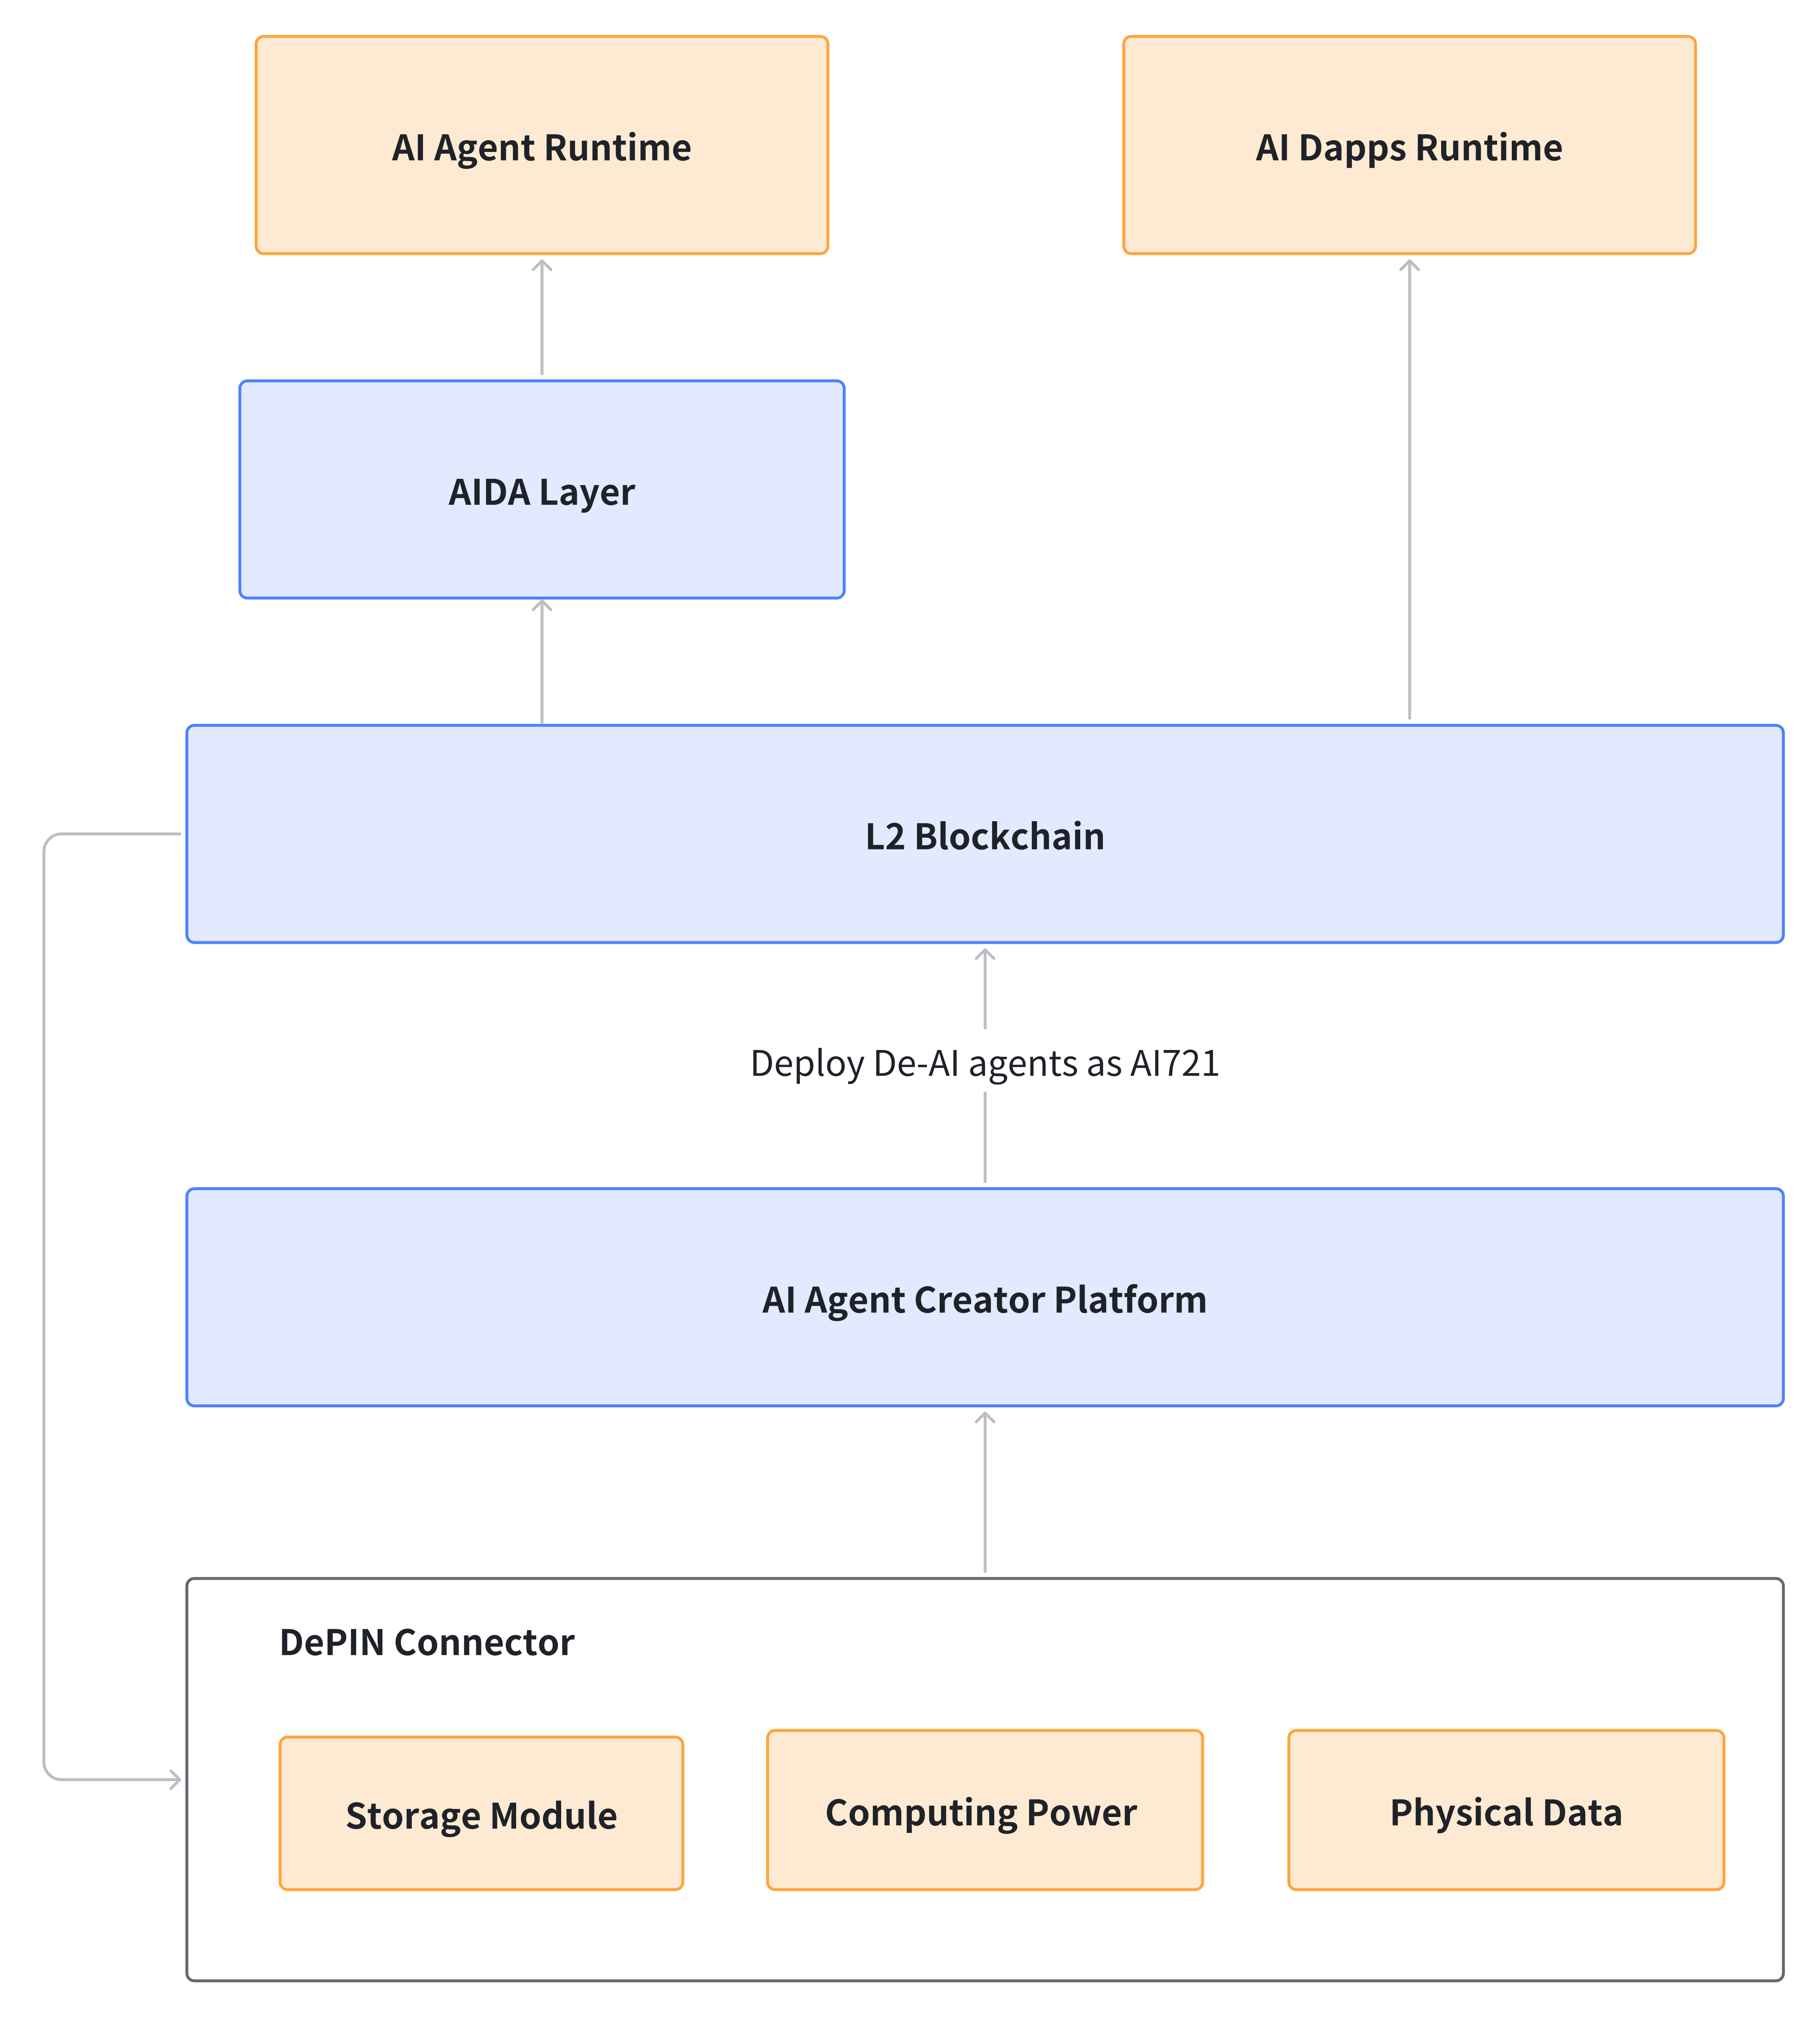 AI Agent Runtime
AI Dapps Runtime
AIDA Layer
L2 Blockchain
Deploy De-AI agents as AI721
AI Agent Creator Platform
DePIN Connector
Storage Module
Computing Power
Physical Data